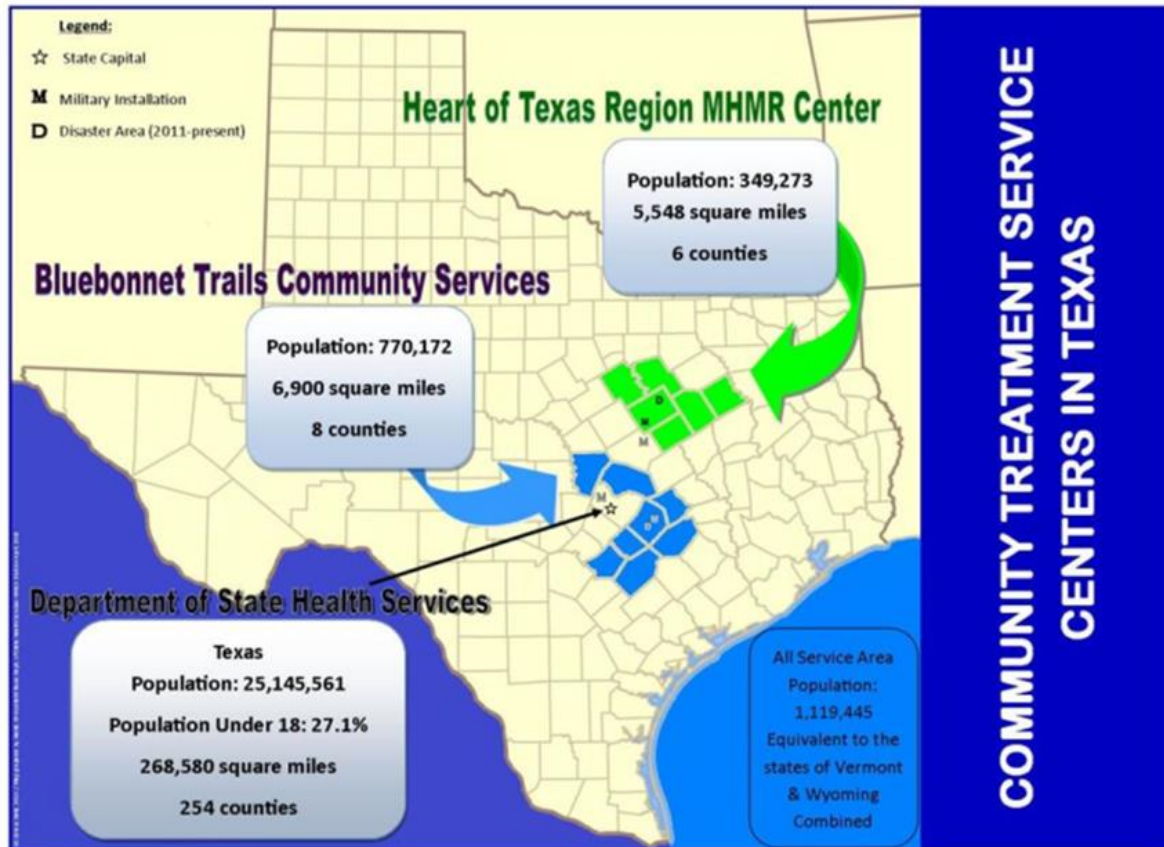 Legend:
State Capital
M Military Installation
D Disaster Area (2011-present)
Heart of Texas Region MHMR Center
Population: 349,273
5,548 square miles
6 counties
Bluebonnet Trails Community Services
Population: 770,172
6,900 square miles
8 counties
D
M
M
M
M
D
Department of State Health Services
Texas
Population: 25,145,561
Population Under 18: 27.1%
268,580 square miles
254 counties
All Service Area
Population:
1,119,445
Equivalent to the
states of Vermont
& Wyoming
Combined
COMMUNITY TREATMENT SERVICE
CENTERS IN TEXAS